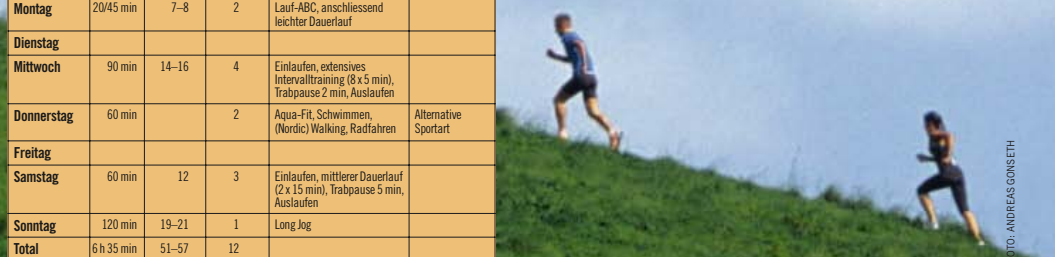 Montag 20/45 min 7–8 2 Lauf-ABC, anschliessend
leichter Dauerlauf
Dienstag
Mittwoch 90 min 14–16 4 Einlaufen, extensives
Intervalltraining (8 x 5 min),
Trabpause 2 min, Auslaufen
Donnerstag 60 min 2 Aqua-Fit, Schwimmen, Alternative
(Nordic) Walking, Radfahren Sportart
Freitag
Samstag 60 min 12 3 Einlaufen, mittlerer Dauerlauf
(2 x 15 min), Trabpause 5 min,
Auslaufen
Sonntag 120 min 19–21 1 Long Jog
Total 6 h 35 min 51–57 12
OTO: ANDREAS GONSETH